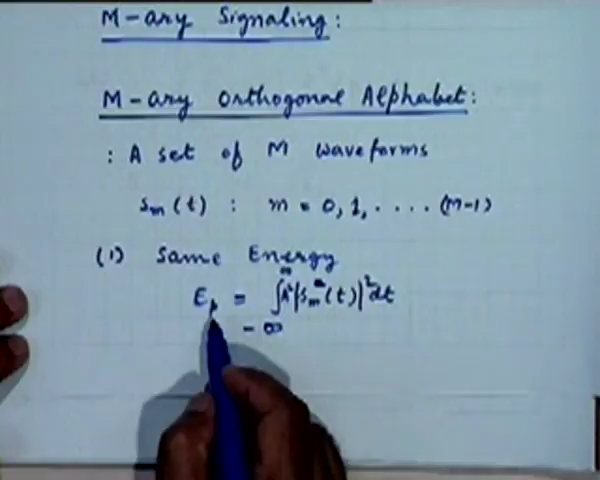 M-ary Signaling :
M-ary Orthogonal Alphabet :
: A set of M waveforms
sₘ(t) : m = 0, 1, . . . . (M-1)
(1) Same Energy
Eₚ = ∫_{-∞}^{∞} A²|sₘ(t)|² dt